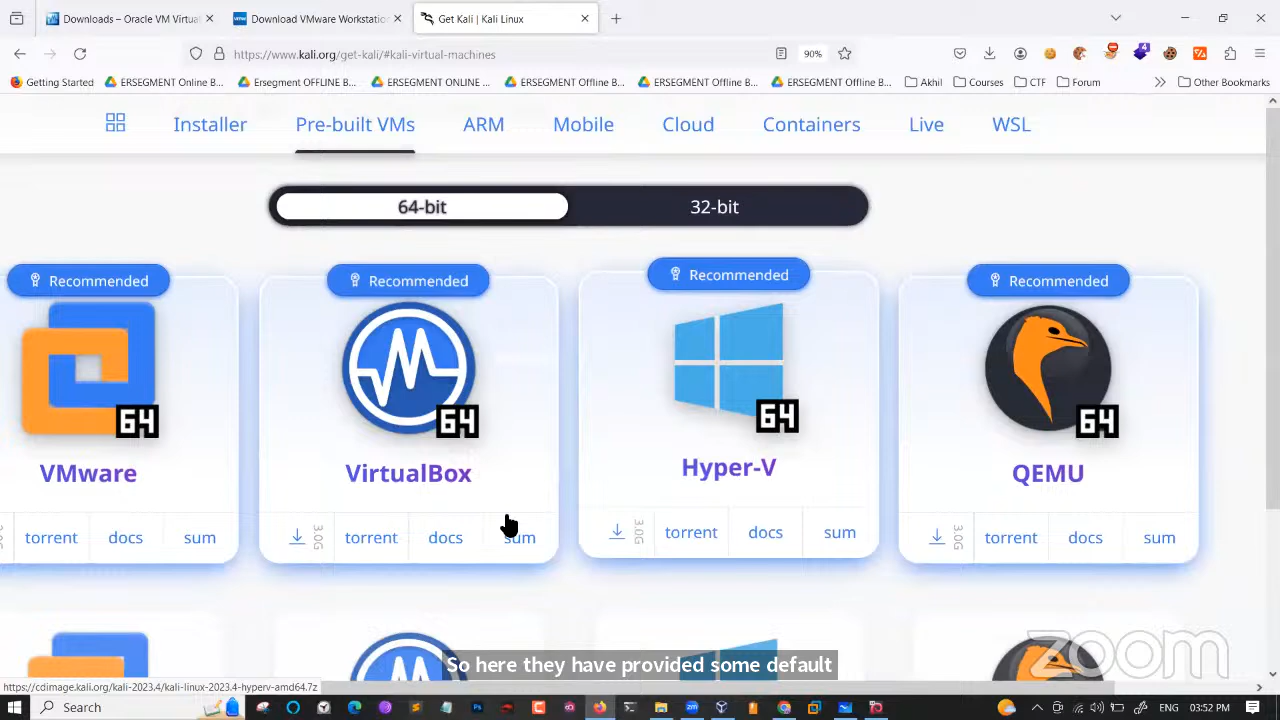 Downloads – Oracle VM Virtual
Download VMware Workstatio
Get Kali | Kali Linux
https://www.kali.org/get-kali/#kali-virtual-machines
90%
4
Getting Started
ERSEGMENT Online B...
Ersegment OFFLINE B...
ERSEGMENT ONLINE ...
ERSEGMENT Offline B...
ERSEGMENT Offline B...
ERSEGMENT Offline B...
Akhil
Courses
CTF
Forum
Other Bookmarks
Installer
Pre-built VMs
ARM
Mobile
Cloud
Containers
Live
WSL
64-bit
32-bit
Recommended
Recommended
Recommended
Recommended
64
64
64
64
VMware
VirtualBox
Hyper-V
QEMU
torrent
docs
sum
3.0G
torrent
docs
sum
3.0G
torrent
docs
sum
3.0G
torrent
docs
sum
zoom
So here they have provided some default
https://cdimage.kali.org/kali-2023.4/kali-linux-2023.4-hyperv-amd64.7z
Search
ENG
03:52 PM